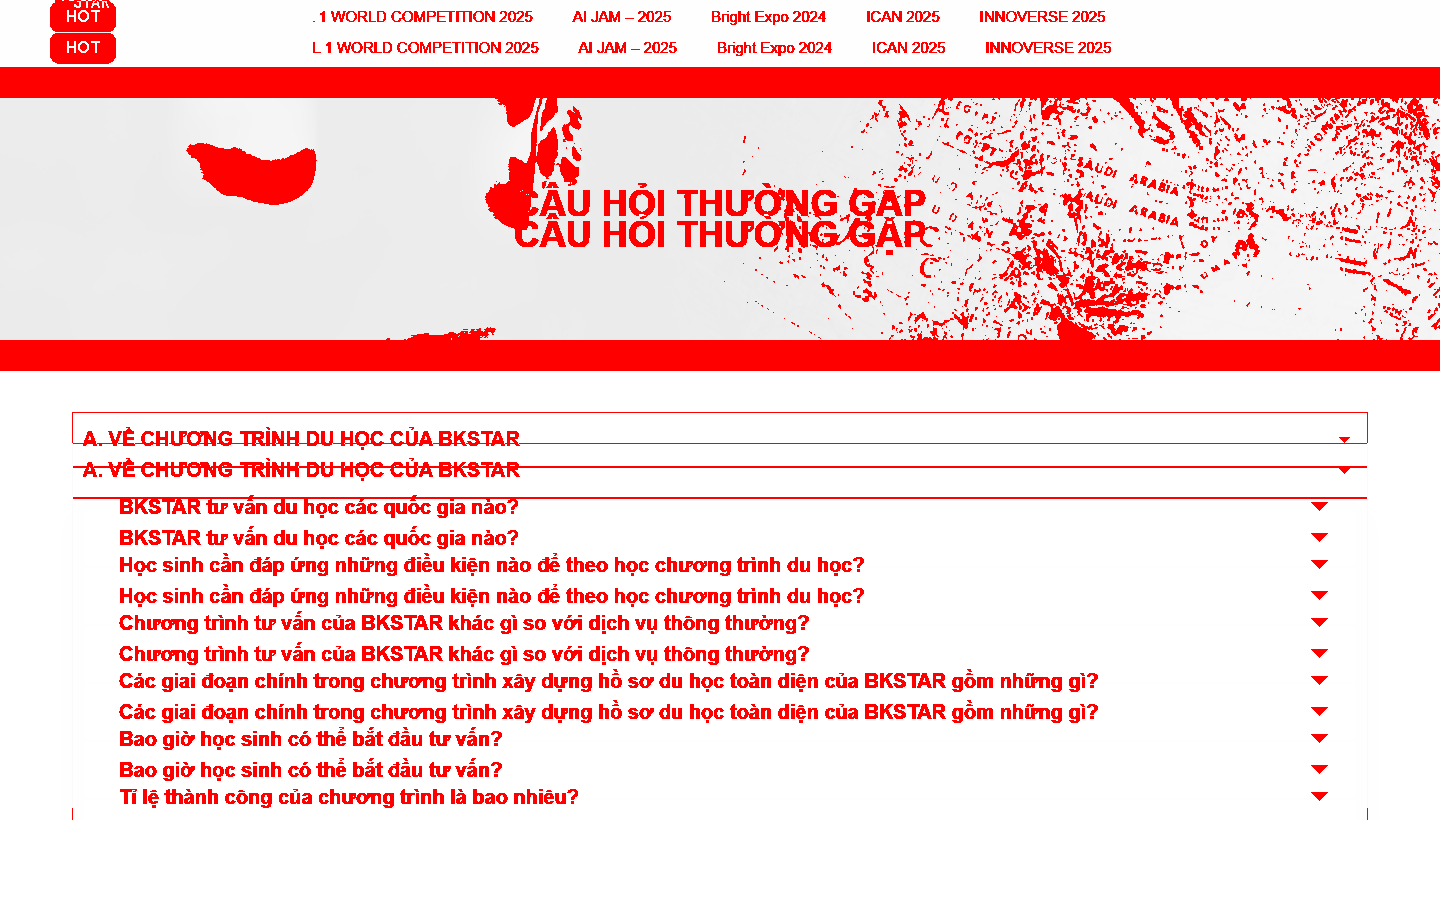 STAR
HOT
. 1 WORLD COMPETITION 2025 AI JAM – 2025 Bright Expo 2024 ICAN 2025 INNOVERSE 2025
HOT
L 1 WORLD COMPETITION 2025 AI JAM – 2025 Bright Expo 2024 ICAN 2025 INNOVERSE 2025
SAUDI ARABIA
SAUDI ARABIA
CÂU HỎI THƯỜNG GẶP
CÂU HỎI THƯỜNG GẶP
A. VỀ CHƯƠNG TRÌNH DU HỌC CỦA BKSTAR
A. VỀ CHƯƠNG TRÌNH DU HỌC CỦA BKSTAR
BKSTAR tư vấn du học các quốc gia nào?
BKSTAR tư vấn du học các quốc gia nào?
Học sinh cần đáp ứng những điều kiện nào để theo học chương trình du học?
Học sinh cần đáp ứng những điều kiện nào để theo học chương trình du học?
Chương trình tư vấn của BKSTAR khác gì so với dịch vụ thông thường?
Chương trình tư vấn của BKSTAR khác gì so với dịch vụ thông thường?
Các giai đoạn chính trong chương trình xây dựng hồ sơ du học toàn diện của BKSTAR gồm những gì?
Các giai đoạn chính trong chương trình xây dựng hồ sơ du học toàn diện của BKSTAR gồm những gì?
Bao giờ học sinh có thể bắt đầu tư vấn?
Bao giờ học sinh có thể bắt đầu tư vấn?
Tỉ lệ thành công của chương trình là bao nhiêu?